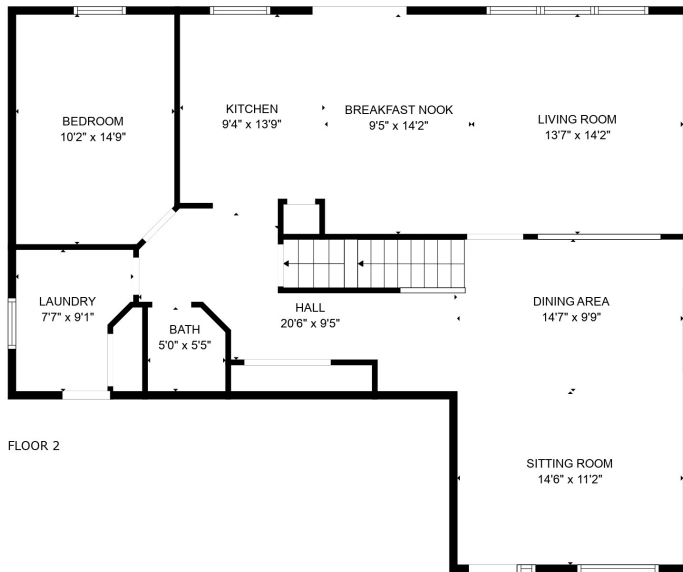 BEDROOM
10'2" x 14'9"
KITCHEN
9'4" x 13'9"
BREAKFAST NOOK
9'5" x 14'2"
LIVING ROOM
13'7" x 14'2"
LAUNDRY
7'7" x 9'1"
BATH
5'0" x 5'5"
HALL
20'6" x 9'5"
DINING AREA
14'7" x 9'9"
FLOOR 2
SITTING ROOM
14'6" x 11'2"